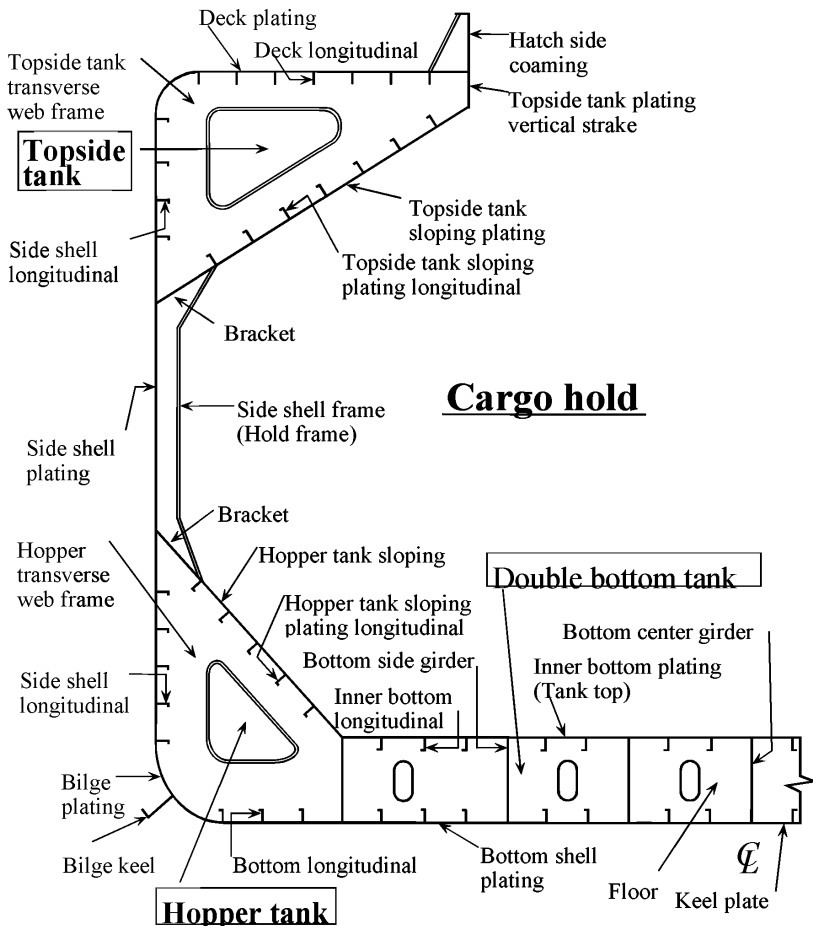 Deck plating
Deck longitudinal
Hatch side
coaming
Topside tank
transverse
web frame
Topside tank plating
vertical strake
Topside
tank
Topside tank
sloping plating
Side shell
longitudinal
Topside tank sloping
plating longitudinal
Bracket
Cargo hold
Side shell frame
(Hold frame)
Side shell
plating
Bracket
Hopper
transverse
web frame
Hopper tank sloping
Double bottom tank
Hopper tank sloping
plating longitudinal
Bottom center girder
Bottom side girder
Inner bottom plating
(Tank top)
Side shell
longitudinal
Inner bottom
longitudinal
Bilge
plating
Bilge keel
Bottom longitudinal
Bottom shell
plating
Floor
CL
Keel plate
Hopper tank